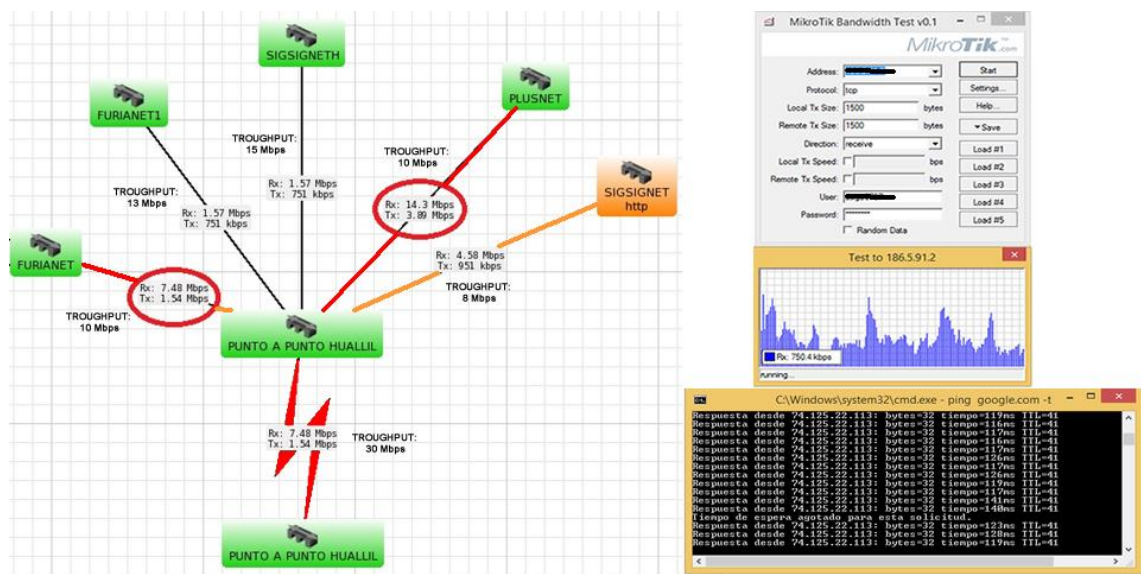 SIGSIGNETH
FURIANET1
PLUSNET
TROUGHPUT:
15 Mbps
TROUGHPUT:
10 Mbps
TROUGHPUT:
13 Mbps
Rx: 1.57 Mbps
Tx: 751 kbps
Rx: 1.57 Mbps
Tx: 751 kbps
Rx: 14.3 Mbps
Tx: 3.89 Mbps
SIGSIGNET
http
FURIANET
Rx: 4.58 Mbps
Tx: 951 kbps
Rx: 7.48 Mbps
Tx: 1.54 Mbps
TROUGHPUT:
8 Mbps
TROUGHPUT:
10 Mbps
PUNTO A PUNTO HUALLIL
Rx: 7.48 Mbps
Tx: 1.54 Mbps
TROUGHPUT:
30 Mbps
PUNTO A PUNTO HUALLIL
MikroTik Bandwidth Test v0.1
MikroTik.com
Address:
Start
Protocol: tcp
Settings...
Local Tx Size: 1500 bytes
Help...
Remote Tx Size: 1500 bytes
Save
Direction: receive
Load #1
Local Tx Speed: bps
Load #2
Remote Tx Speed: bps
Load #3
User:
Load #4
Password: ********
Load #5
Random Data
Test to 186.5.91.2
Rx: 750.4 kbps
running...
C:\Windows\system32\cmd.exe - ping google.com -t
Respuesta desde 74.125.22.113: bytes=32 tiempo=119ms TTL=41
Respuesta desde 74.125.22.113: bytes=32 tiempo=116ms TTL=41
Respuesta desde 74.125.22.113: bytes=32 tiempo=117ms TTL=41
Respuesta desde 74.125.22.113: bytes=32 tiempo=116ms TTL=41
Respuesta desde 74.125.22.113: bytes=32 tiempo=117ms TTL=41
Respuesta desde 74.125.22.113: bytes=32 tiempo=126ms TTL=41
Respuesta desde 74.125.22.113: bytes=32 tiempo=117ms TTL=41
Respuesta desde 74.125.22.113: bytes=32 tiempo=126ms TTL=41
Respuesta desde 74.125.22.113: bytes=32 tiempo=119ms TTL=41
Respuesta desde 74.125.22.113: bytes=32 tiempo=117ms TTL=41
Respuesta desde 74.125.22.113: bytes=32 tiempo=141ms TTL=41
Respuesta desde 74.125.22.113: bytes=32 tiempo=140ms TTL=41
Tiempo de espera agotado para esta solicitud.
Respuesta desde 74.125.22.113: bytes=32 tiempo=123ms TTL=41
Respuesta desde 74.125.22.113: bytes=32 tiempo=128ms TTL=41
Respuesta desde 74.125.22.113: bytes=32 tiempo=119ms TTL=41